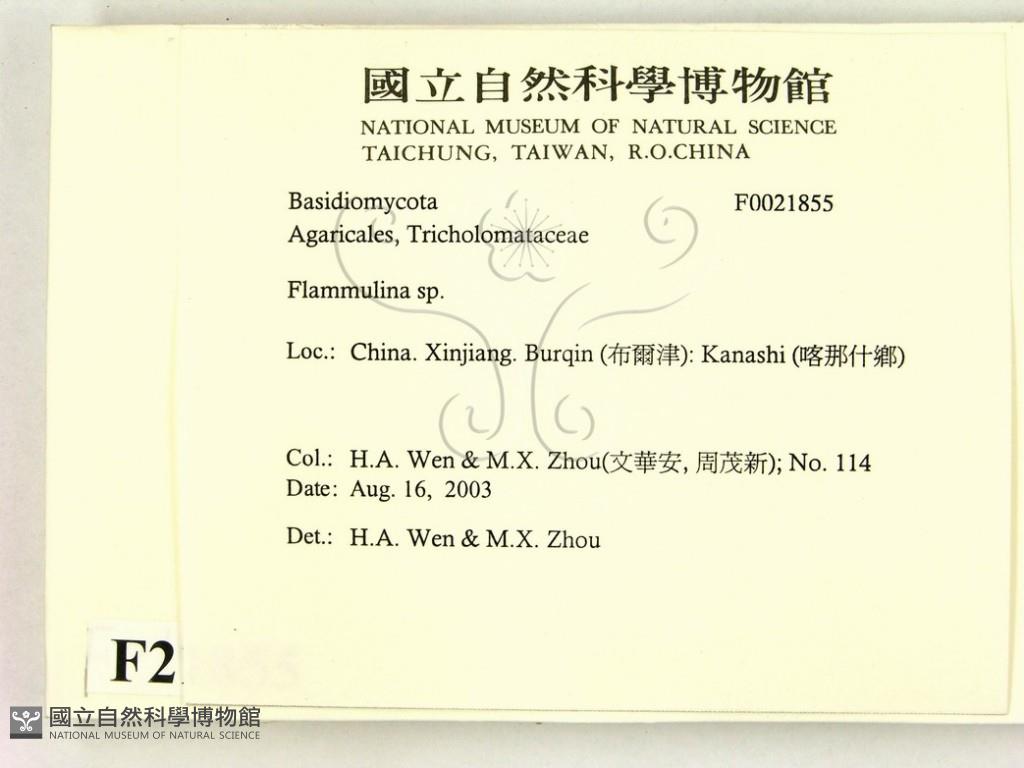 國立自然科學博物館
NATIONAL MUSEUM OF NATURAL SCIENCE
TAICHUNG, TAIWAN, R.O.CHINA
Basidiomycota F0021855
Agaricales, Tricholomataceae
Flammulina sp.
Loc.: China. Xinjiang. Burqin (布爾津): Kanashi (喀那什鄉)
Col.: H.A. Wen & M.X. Zhou(文華安, 周茂新); No. 114
Date: Aug. 16, 2003
Det.: H.A. Wen & M.X. Zhou
F21855
國立自然科學博物館
NATIONAL MUSEUM OF NATURAL SCIENCE